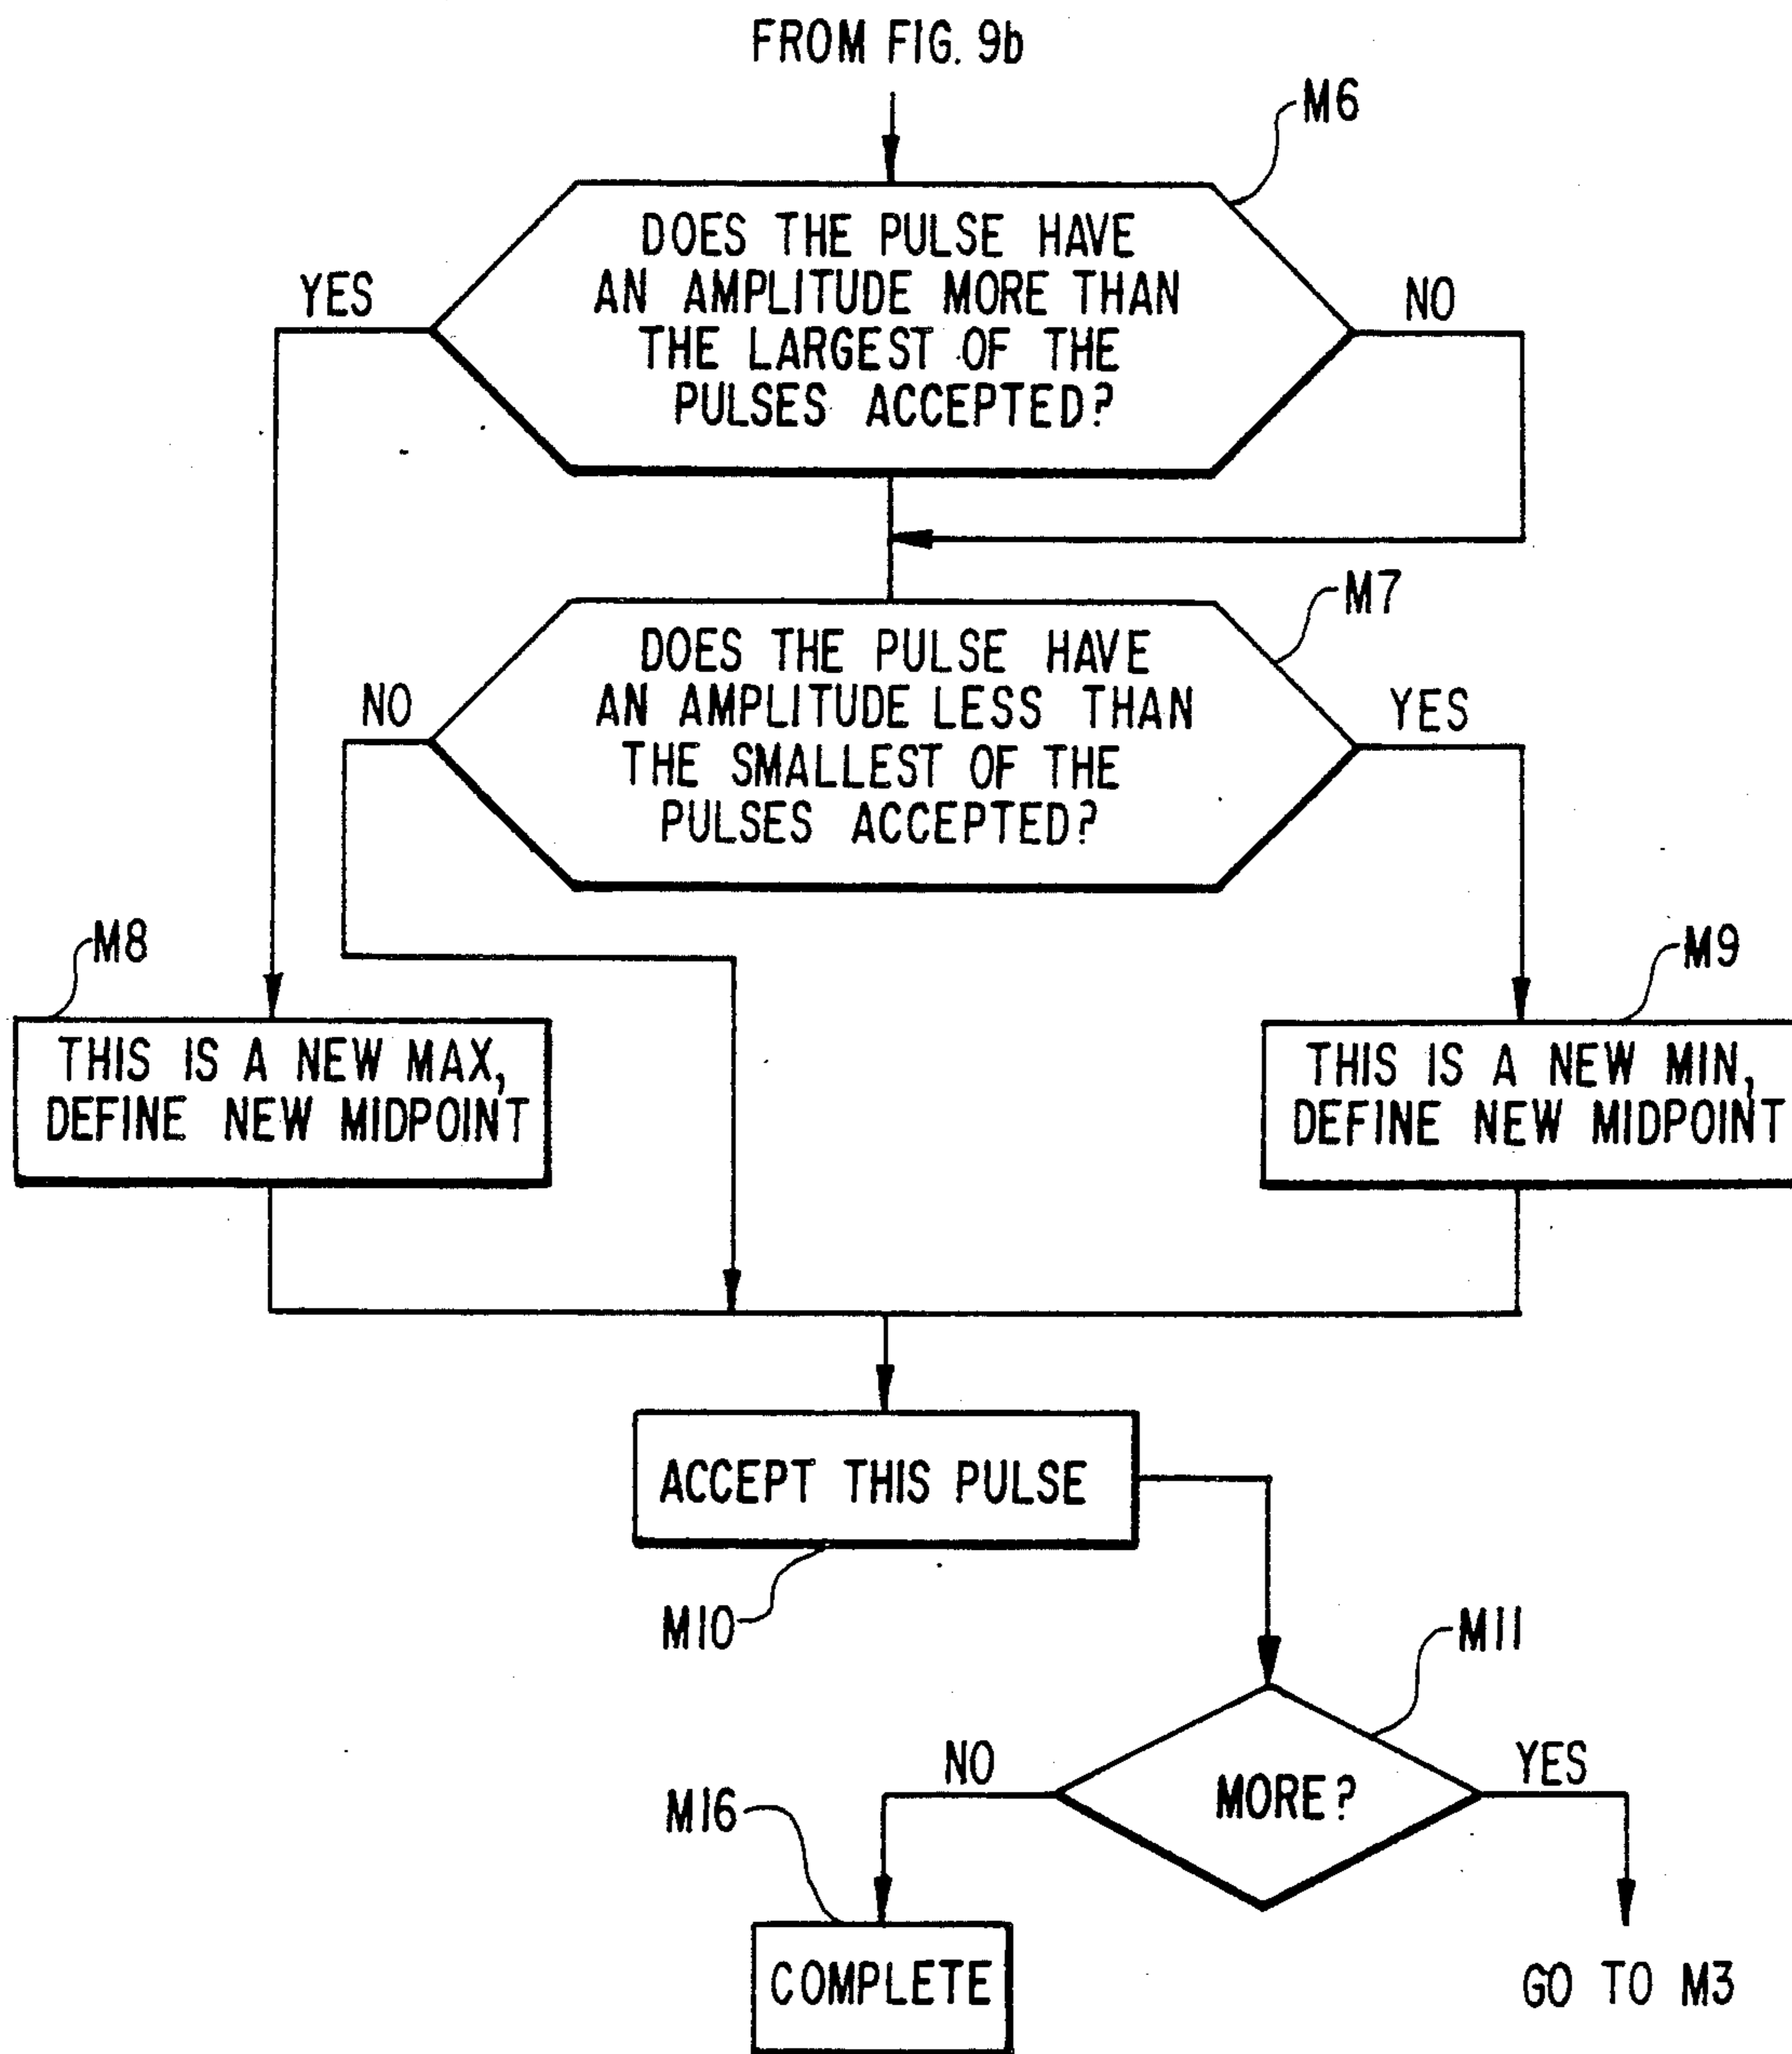 FROM FIG. 9b
M6
DOES THE PULSE HAVE
AN AMPLITUDE MORE THAN
THE LARGEST OF THE
PULSES ACCEPTED?
YES
NO
M7
DOES THE PULSE HAVE
AN AMPLITUDE LESS THAN
THE SMALLEST OF THE
PULSES ACCEPTED?
NO
YES
M8
M9
THIS IS A NEW MAX,
DEFINE NEW MIDPOINT
THIS IS A NEW MIN,
DEFINE NEW MIDPOINT
ACCEPT THIS PULSE
M10
M11
NO
YES
MORE?
M16
COMPLETE
GO TO M3